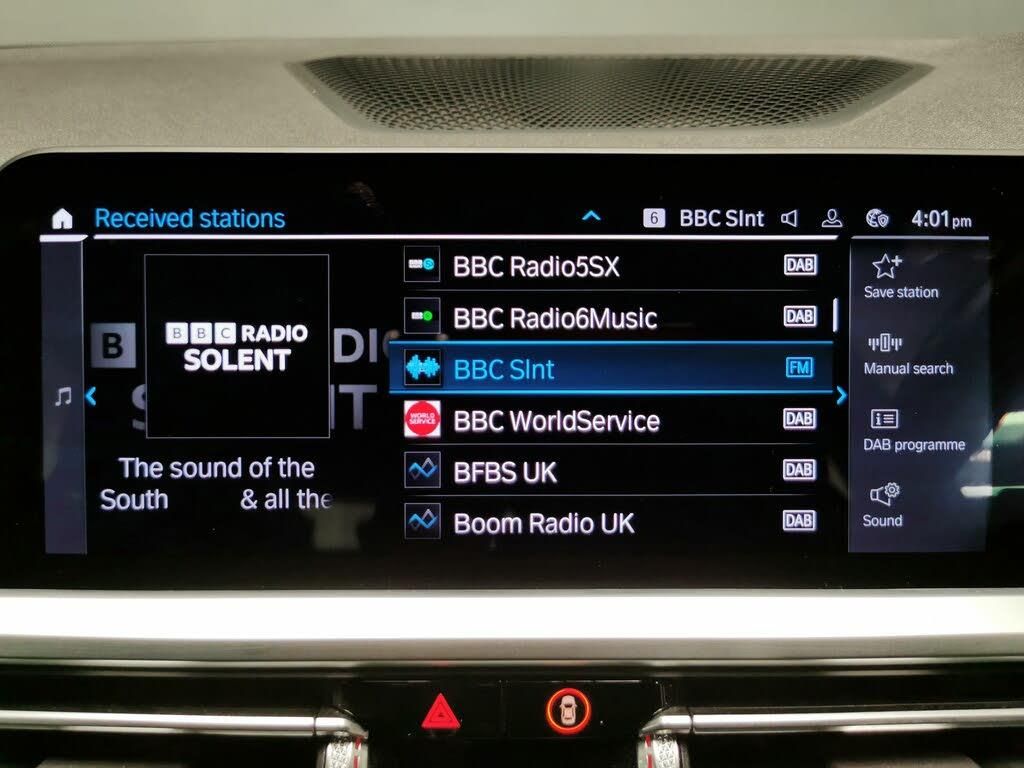 Received stations
6 BBC Slnt
4:01pm
BBC RADIO
SOLENT
The sound of the
South & all the
BBC Radio5SX DAB
BBC Radio6Music DAB
BBC Slnt FM
WORLD SERVICE
BBC WorldService DAB
BFBS UK DAB
Boom Radio UK DAB
Save station
Manual search
DAB programme
Sound